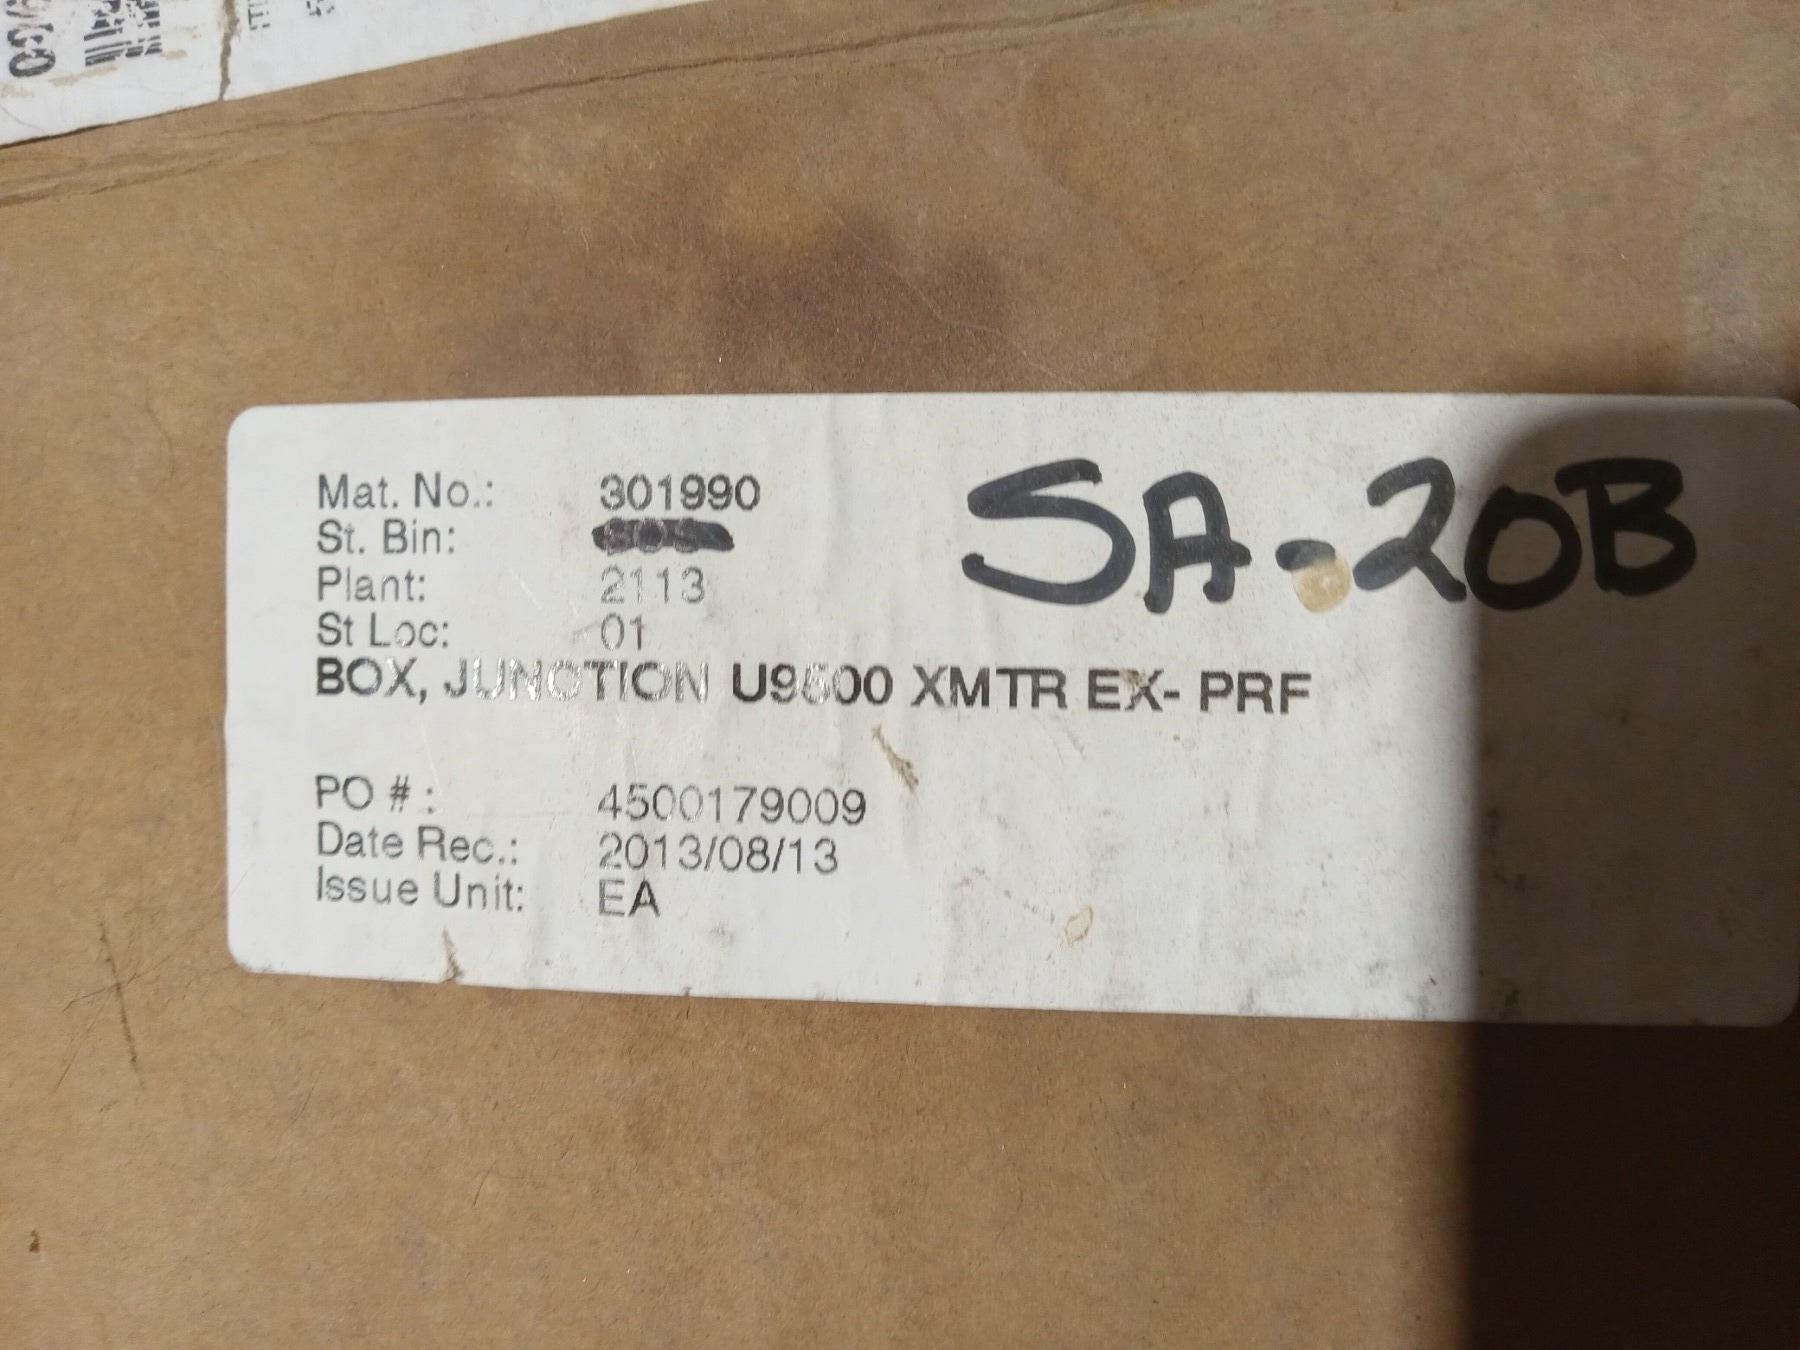 Mat. No.: 301990
SA-20B
St. Bin:
Plant: 2113
St Loc: 01
BOX, JUNCTION U9500 XMTR EX- PRF
PO # : 4500179009
Date Rec.: 2013/08/13
Issue Unit: EA